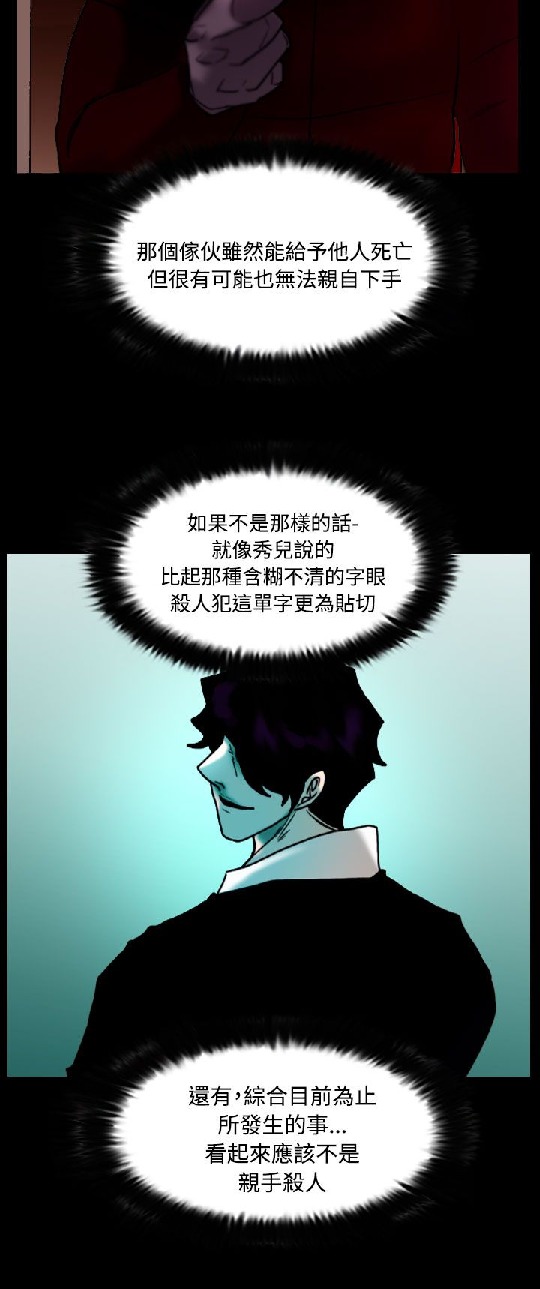 那個傢伙雖然能給予他人死亡
但很有可能也無法親自下手
如果不是那樣的話-
就像秀兒說的
比起那種含糊不清的字眼
殺人犯這單字更為貼切
還有,綜合目前為止
所發生的事...
看起來應該不是
親手殺人